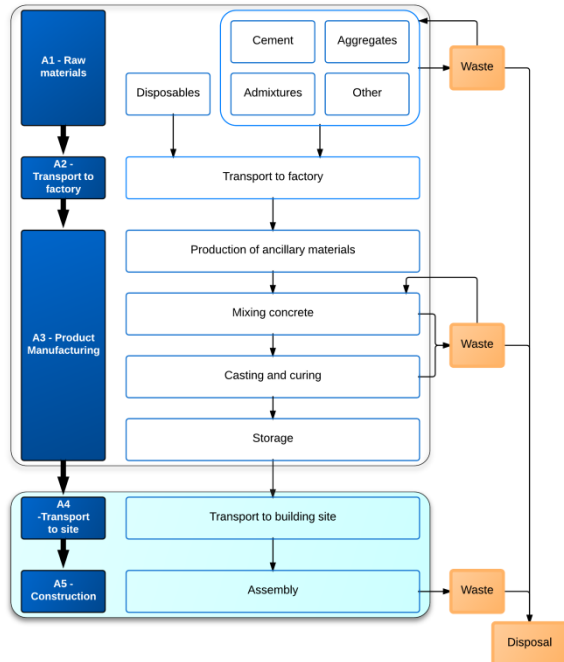 A1 - Raw
materials
Cement
Aggregates
Waste
Disposables
Admixtures
Other
A2 -
Transport to
factory
Transport to factory
Production of ancillary materials
A3 - Product
Manufacturing
Mixing concrete
Waste
Casting and curing
Storage
A4
-Transport
to site
Transport to building site
A5 -
Construction
Assembly
Waste
Disposal